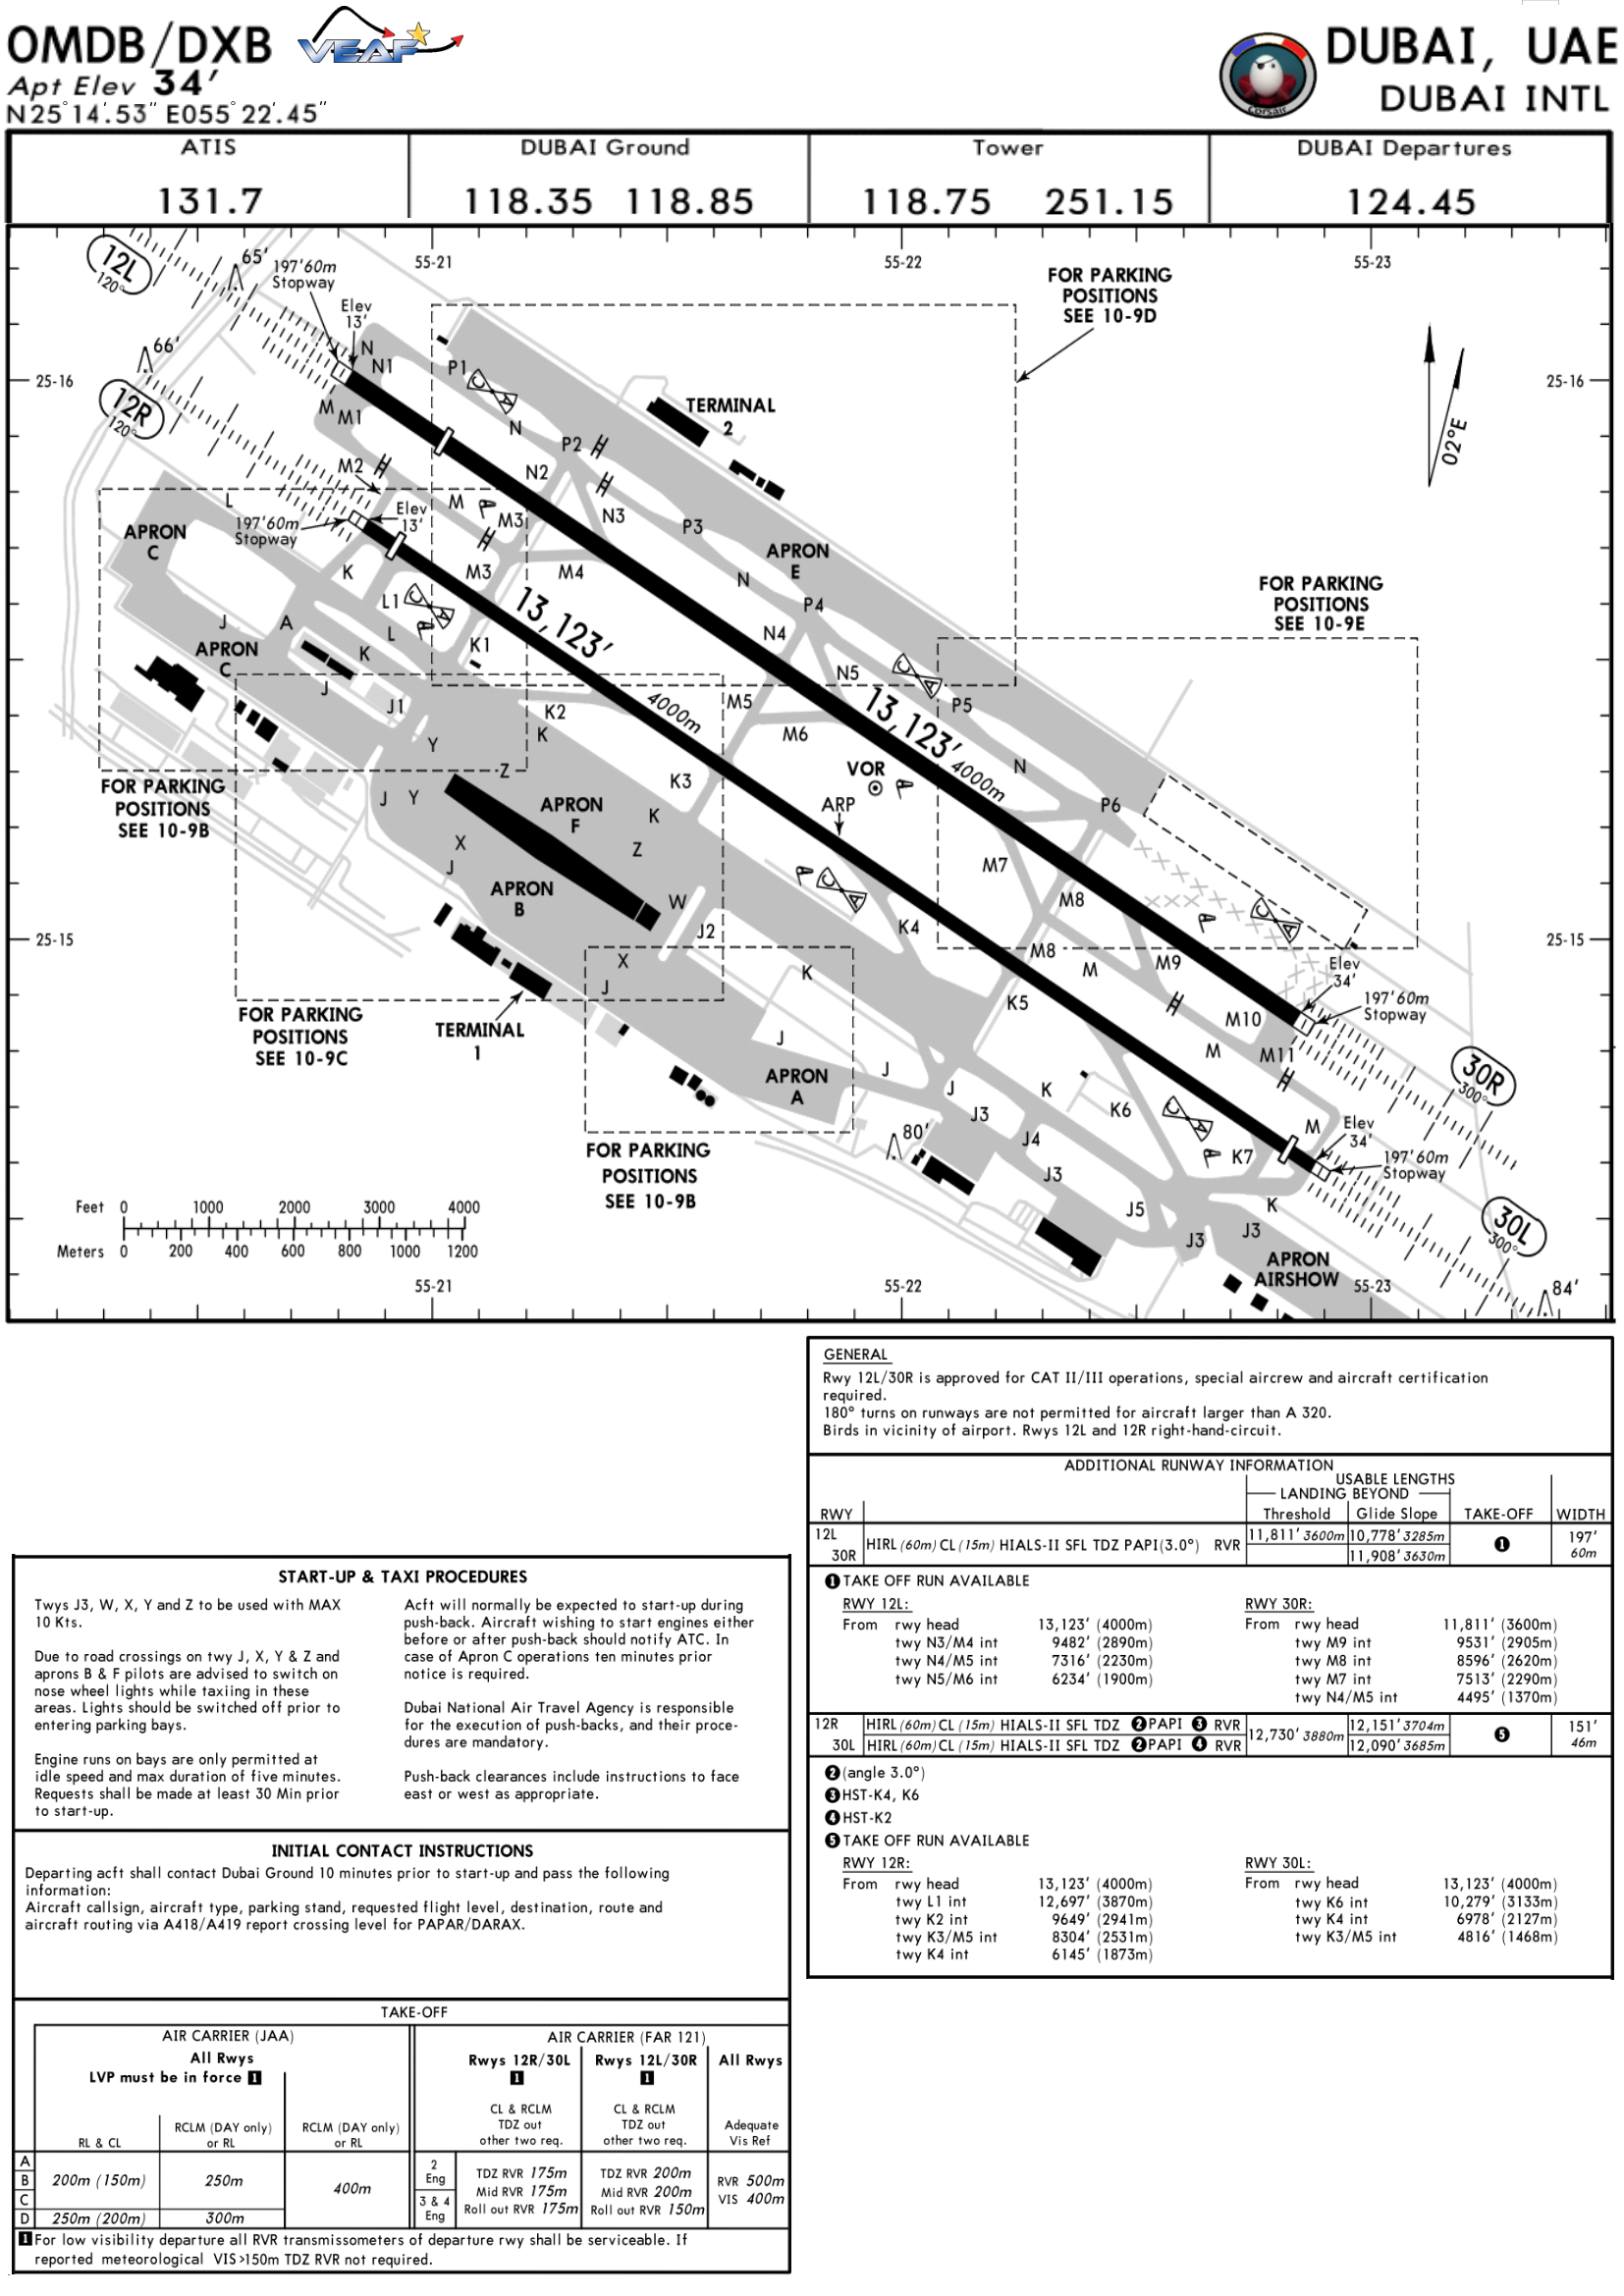 OMDB/DXB
VEAF
Apt Elev 34'
N25°14'.53" E055°22'.45"
Corsair
DUBAI, UAE
DUBAI INTL
ATIS
131.7
DUBAI Ground
118.35 118.85
Tower
118.75 251.15
DUBAI Departures
124.45
55-21
55-22
55-23
12L
120°
65'
197'60m
Stopway
Elev
13'
FOR PARKING
POSITIONS
SEE 10-9D
66'
12R
120°
25-16
25-16
N
N1
P1
C
A
M
M1
N
TERMINAL
2
P2
N2
02°E
M2
L
M
M3
N3
P3
197'60m
Stopway
Elev
13'
APRON
C
APRON
E
K
M3
M4
N
13,123'
FOR PARKING
POSITIONS
SEE 10-9E
L1
C
A
P4
J
A
L
N4
APRON
C
K
K1
J
N5
C
A
J1
4000m
M5
P5
K2
K
M6
13,123'
Y
Z
VOR
4000m
N
FOR PARKING
POSITIONS
SEE 10-9B
J
Y
K3
ARP
P6
APRON
F
K
X
J
Z
M7
APRON
B
W
C
A
M8
C
A
25-15
25-15
J2
K4
M8
M
M9
X
J
K
Elev
34'
197'60m
Stopway
FOR PARKING
POSITIONS
SEE 10-9C
TERMINAL
1
K5
M10
J
M
M11
APRON
A
J
J
K
30R
300°
J3
K6
C
A
80'
J4
M
Elev
34'
FOR PARKING
POSITIONS
SEE 10-9B
J3
K7
197'60m
Stopway
J5
K
J3
J3
30L
300°
APRON
AIRSHOW
84'
Feet 0 1000 2000 3000 4000
Meters 0 200 400 600 800 1000 1200
55-21
55-22
55-23
GENERAL
Rwy 12L/30R is approved for CAT II/III operations, special aircrew and aircraft certification
required.
180° turns on runways are not permitted for aircraft larger than A 320.
Birds in vicinity of airport. Rwys 12L and 12R right-hand-circuit.
ADDITIONAL RUNWAY INFORMATION
USABLE LENGTHS
LANDING BEYOND
RWY Threshold Glide Slope TAKE-OFF WIDTH
12L 11,811' 3600m 10,778' 3285m 197'
30R HIRL (60m) CL (15m) HIALS-II SFL TDZ PAPI(3.0°) RVR 11,908' 3630m 1 60m
1 TAKE OFF RUN AVAILABLE
RWY 12L:
From rwy head 13,123' (4000m)
twy N3/M4 int 9482' (2890m)
twy N4/M5 int 7316' (2230m)
twy N5/M6 int 6234' (1900m)
RWY 30R:
From rwy head 11,811' (3600m)
twy M9 int 9531' (2905m)
twy M8 int 8596' (2620m)
twy M7 int 7513' (2290m)
twy N4/M5 int 4495' (1370m)
12R HIRL (60m) CL (15m) HIALS-II SFL TDZ 2 PAPI 3 RVR 12,730' 3880m 12,151' 3704m 5 151'
30L HIRL (60m) CL (15m) HIALS-II SFL TDZ 2 PAPI 4 RVR 12,090' 3685m 46m
2 (angle 3.0°)
3 HST-K4, K6
4 HST-K2
5 TAKE OFF RUN AVAILABLE
RWY 12R:
From rwy head 13,123' (4000m)
twy L1 int 12,697' (3870m)
twy K2 int 9649' (2941m)
twy K3/M5 int 8304' (2531m)
twy K4 int 6145' (1873m)
RWY 30L:
From rwy head 13,123' (4000m)
twy K6 int 10,279' (3133m)
twy K4 int 6978' (2127m)
twy K3/M5 int 4816' (1468m)
START-UP & TAXI PROCEDURES
Twys J3, W, X, Y and Z to be used with MAX
10 Kts.
Due to road crossings on twy J, X, Y & Z and
aprons B & F pilots are advised to switch on
nose wheel lights while taxiing in these
areas. Lights should be switched off prior to
entering parking bays.
Engine runs on bays are only permitted at
idle speed and max duration of five minutes.
Requests shall be made at least 30 Min prior
to start-up.
Acft will normally be expected to start-up during
push-back. Aircraft wishing to start engines either
before or after push-back should notify ATC. In
case of Apron C operations ten minutes prior
notice is required.
Dubai National Air Travel Agency is responsible
for the execution of push-backs, and their proce-
dures are mandatory.
Push-back clearances include instructions to face
east or west as appropriate.
INITIAL CONTACT INSTRUCTIONS
Departing acft shall contact Dubai Ground 10 minutes prior to start-up and pass the following
information:
Aircraft callsign, aircraft type, parking stand, requested flight level, destination, route and
aircraft routing via A418/A419 report crossing level for PAPAR/DARAX.
TAKE-OFF
AIR CARRIER (JAA)
All Rwys
LVP must be in force 1
RL & CL
RCLM (DAY only)
or RL
RCLM (DAY only)
or RL
A
B
C
D
200m (150m)
250m
400m
250m (200m)
300m
AIR CARRIER (FAR 121)
Rwys 12R/30L
1
CL & RCLM
TDZ out
other two req.
Rwys 12L/30R
1
CL & RCLM
TDZ out
other two req.
All Rwys
Adequate
Vis Ref
2
Eng
3 & 4
Eng
TDZ RVR 175m
Mid RVR 175m
Roll out RVR 175m
TDZ RVR 200m
Mid RVR 200m
Roll out RVR 150m
RVR 500m
VIS 400m
1 For low visibility departure all RVR transmissometers of departure rwy shall be serviceable. If
reported meteorological VIS >150m TDZ RVR not required.